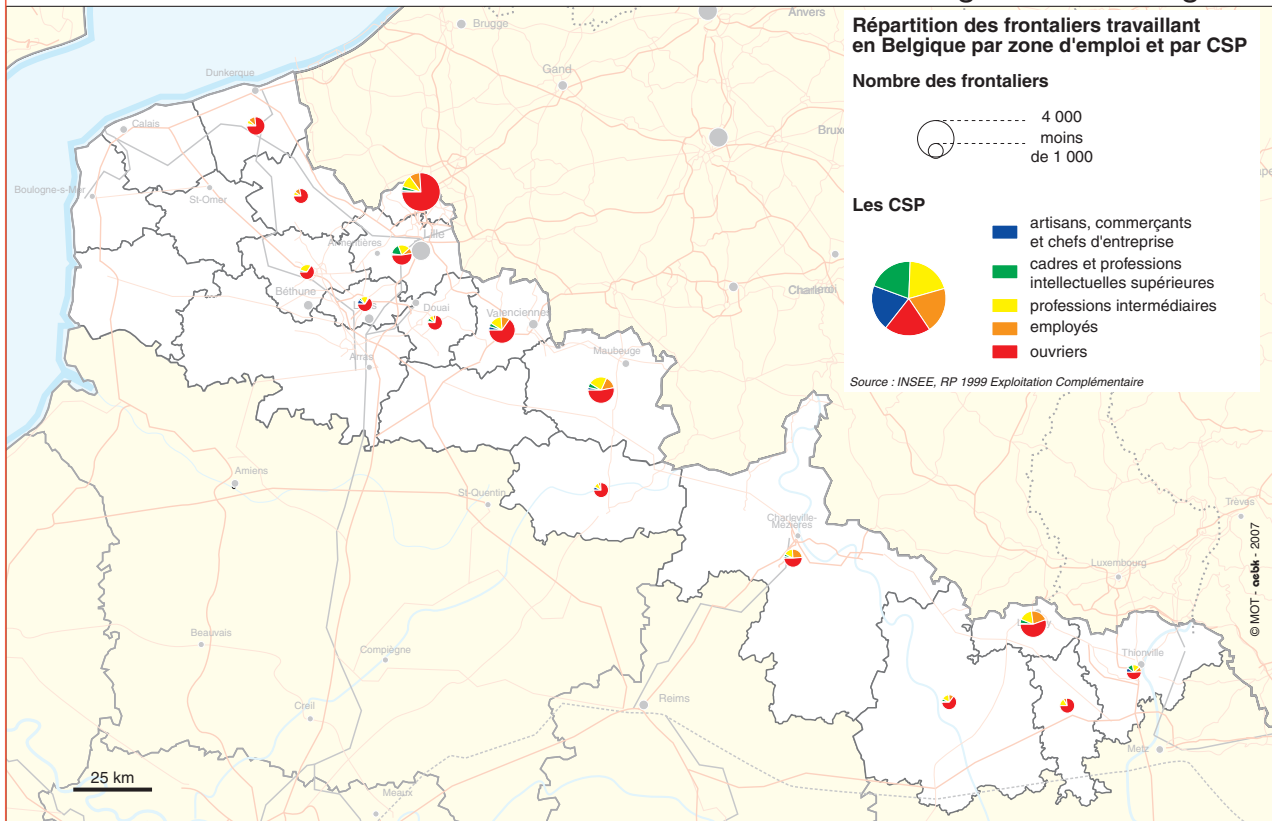 Répartition des frontaliers travaillant
en Belgique par zone d'emploi et par CSP
Nombre des frontaliers
4 000
moins
de 1 000
Les CSP
artisans, commerçants
et chefs d'entreprise
cadres et professions
intellectuelles supérieures
professions intermédiaires
employés
ouvriers
Source : INSEE, RP 1999 Exploitation Complémentaire
Anvers
Brugge
Gand
Dunkerque
Calais
Boulogne-s-Mer
St-Omer
Armentières
Lille
Béthune
Douai
Valenciennes
Maubeuge
Arras
Amiens
St-Quentin
Charleville-
Mézières
Trèves
Luxembourg
Thionville
Metz
Beauvais
Compiègne
Creil
Reims
Meaux
25 km
© MOT - aebk - 2007